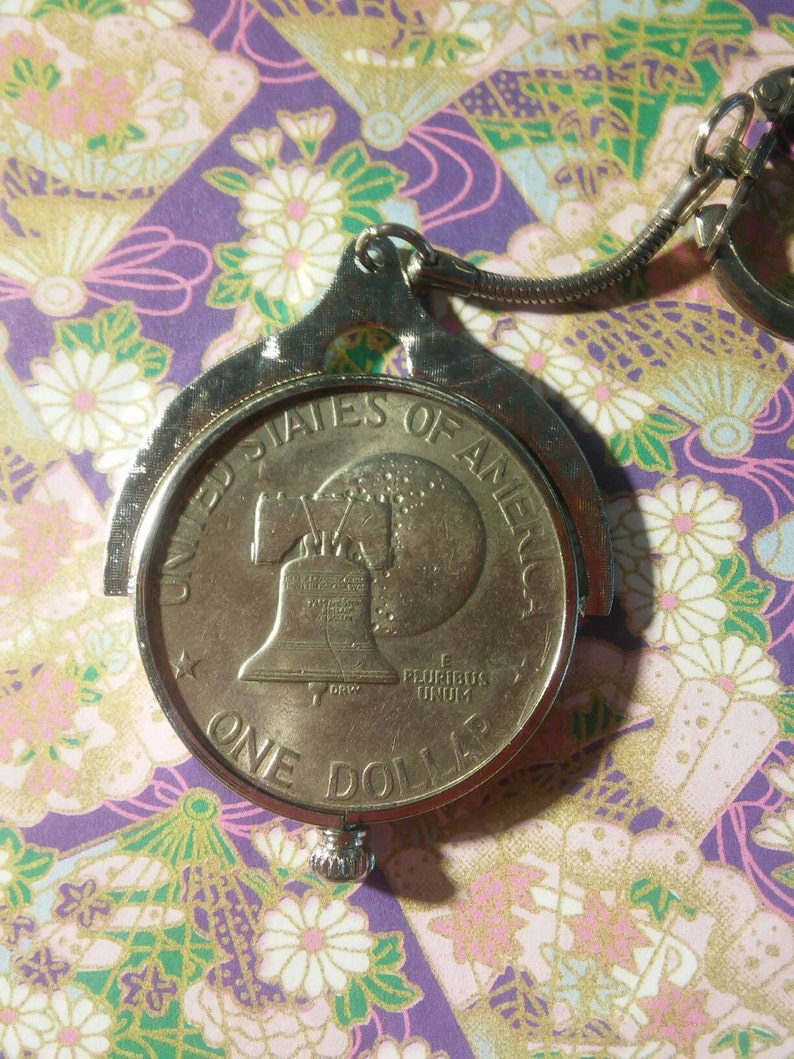 UNITED STATES OF AMERICA
E
PLURIBUS
UNUM
DRW
ONE DOLLAR